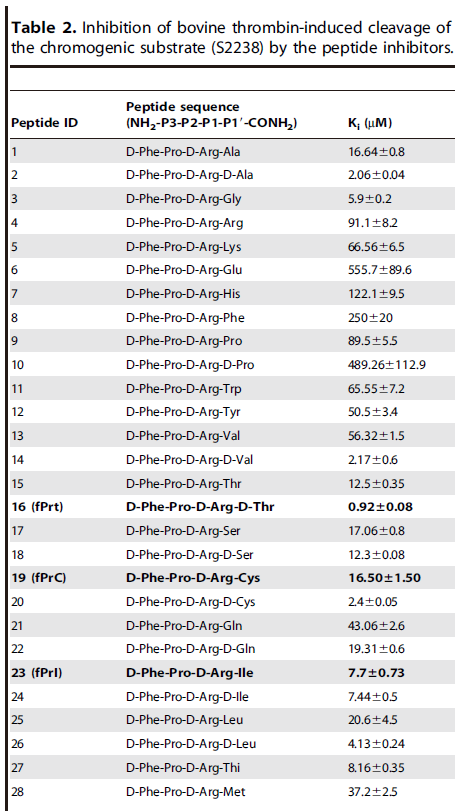 Table 2. Inhibition of bovine thrombin-induced cleavage of
the chromogenic substrate (S2238) by the peptide inhibitors.
Peptide ID Peptide sequence (NH2-P3-P2-P1-P1′-CONH2) Ki (μM)
1 D-Phe-Pro-D-Arg-Ala 16.64±0.8
2 D-Phe-Pro-D-Arg-D-Ala 2.06±0.04
3 D-Phe-Pro-D-Arg-Gly 5.9±0.2
4 D-Phe-Pro-D-Arg-Arg 91.1±8.2
5 D-Phe-Pro-D-Arg-Lys 66.56±6.5
6 D-Phe-Pro-D-Arg-Glu 555.7±89.6
7 D-Phe-Pro-D-Arg-His 122.1±9.5
8 D-Phe-Pro-D-Arg-Phe 250±20
9 D-Phe-Pro-D-Arg-Pro 89.5±5.5
10 D-Phe-Pro-D-Arg-D-Pro 489.26±112.9
11 D-Phe-Pro-D-Arg-Trp 65.55±7.2
12 D-Phe-Pro-D-Arg-Tyr 50.5±3.4
13 D-Phe-Pro-D-Arg-Val 56.32±1.5
14 D-Phe-Pro-D-Arg-D-Val 2.17±0.6
15 D-Phe-Pro-D-Arg-Thr 12.5±0.35
16 (fPrt) D-Phe-Pro-D-Arg-D-Thr 0.92±0.08
17 D-Phe-Pro-D-Arg-Ser 17.06±0.8
18 D-Phe-Pro-D-Arg-D-Ser 12.3±0.08
19 (fPrC) D-Phe-Pro-D-Arg-Cys 16.50±1.50
20 D-Phe-Pro-D-Arg-D-Cys 2.4±0.05
21 D-Phe-Pro-D-Arg-Gln 43.06±2.6
22 D-Phe-Pro-D-Arg-D-Gln 19.31±0.6
23 (fPrI) D-Phe-Pro-D-Arg-Ile 7.7±0.73
24 D-Phe-Pro-D-Arg-D-Ile 7.44±0.5
25 D-Phe-Pro-D-Arg-Leu 20.6±4.5
26 D-Phe-Pro-D-Arg-D-Leu 4.13±0.24
27 D-Phe-Pro-D-Arg-Thi 8.16±0.35
28 D-Phe-Pro-D-Arg-Met 37.2±2.5